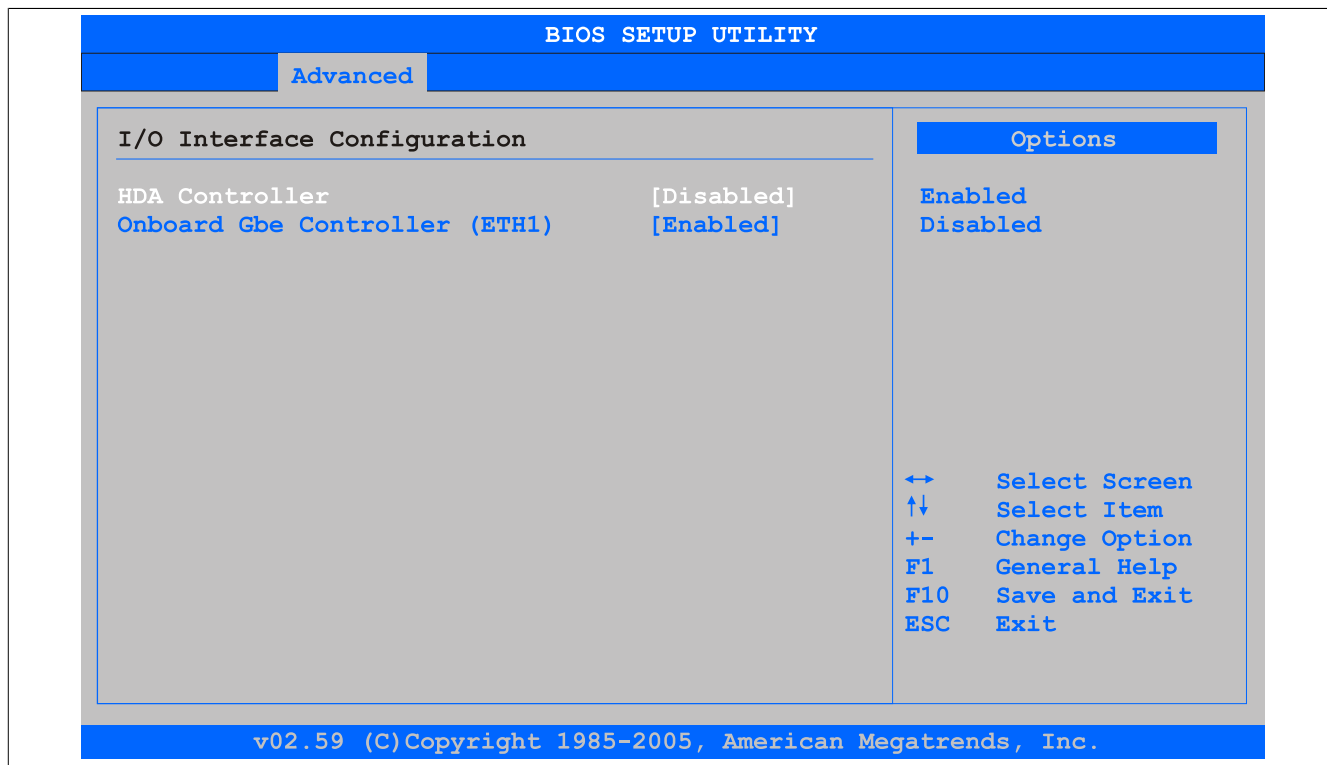 BIOS SETUP UTILITY
Advanced
I/O Interface Configuration
HDA Controller [Disabled]
Onboard Gbe Controller (ETH1) [Enabled]
Options
Enabled
Disabled
↔ Select Screen
↑↓ Select Item
+- Change Option
F1 General Help
F10 Save and Exit
ESC Exit
v02.59 (C)Copyright 1985-2005, American Megatrends, Inc.